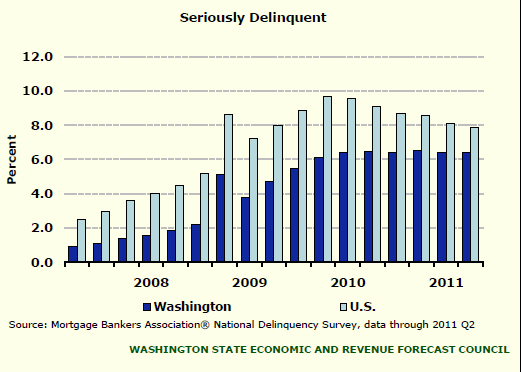 Seriously Delinquent
12.0
10.0
8.0
6.0
4.0
2.0
0.0
Percent
2008 2009 2010 2011
Washington U.S.
Source: Mortgage Bankers Association® National Delinquency Survey, data through 2011 Q2
WASHINGTON STATE ECONOMIC AND REVENUE FORECAST COUNCIL